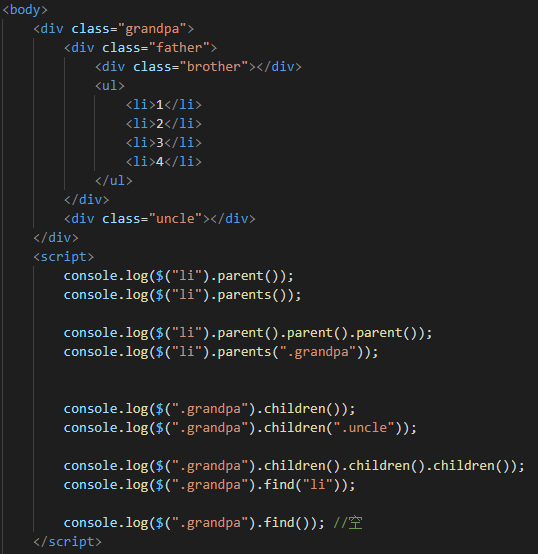 <body>
    <div class="grandpa">
        <div class="father">
            <div class="brother"></div>
            <ul>
                <li>1</li>
                <li>2</li>
                <li>3</li>
                <li>4</li>
            </ul>
        </div>
        <div class="uncle"></div>
    </div>
    <script>
        console.log($("li").parent());
        console.log($("li").parents());

        console.log($("li").parent().parent().parent());
        console.log($("li").parents(".grandpa"));


        console.log($(".grandpa").children());
        console.log($(".grandpa").children(".uncle"));

        console.log($(".grandpa").children().children().children());
        console.log($(".grandpa").find("li"));

        console.log($(".grandpa").find()); //空
    </script>